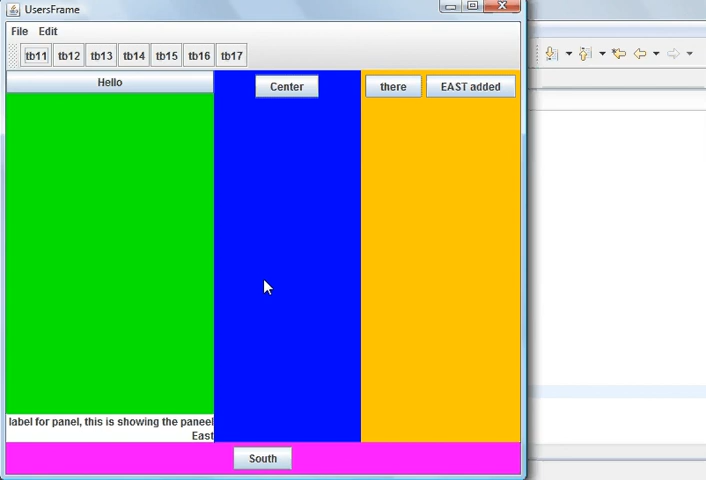 UsersFrame
File Edit
tb11 tb12 tb13 tb14 tb15 tb16 tb17
Hello
Center
there
EAST added
label for panel, this is showing the paneel
East
South